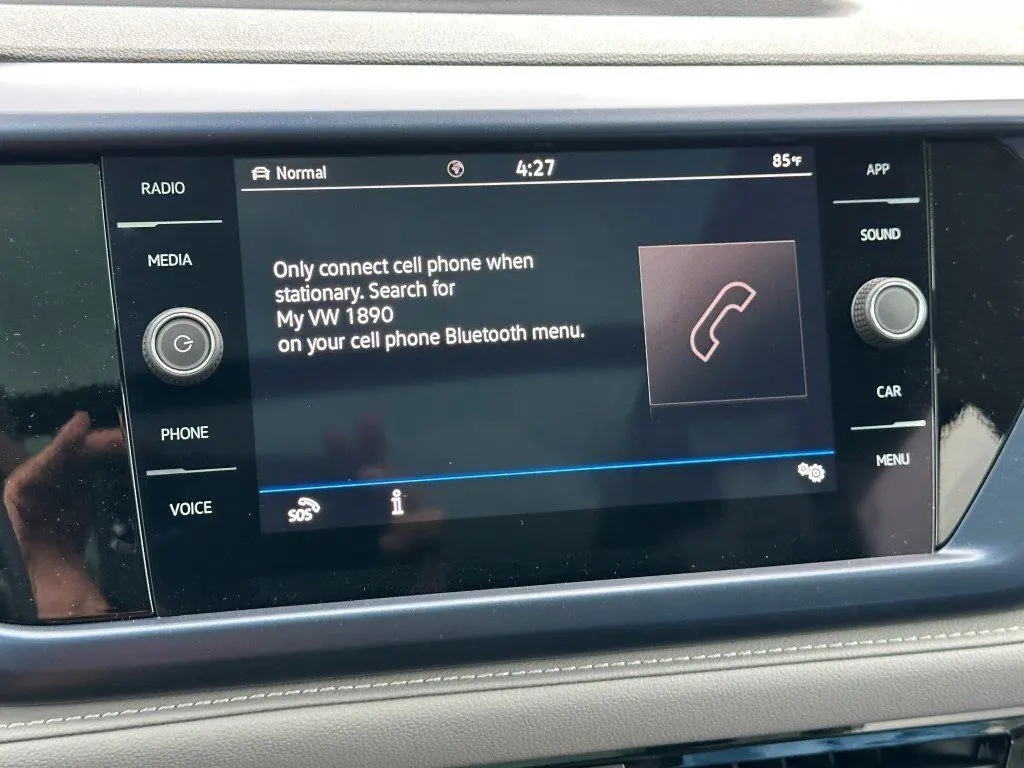 RADIO
MEDIA
PHONE
VOICE
Normal
4:27
85°F
Only connect cell phone when
stationary. Search for
My VW 1890
on your cell phone Bluetooth menu.
SOS
i
APP
SOUND
CAR
MENU